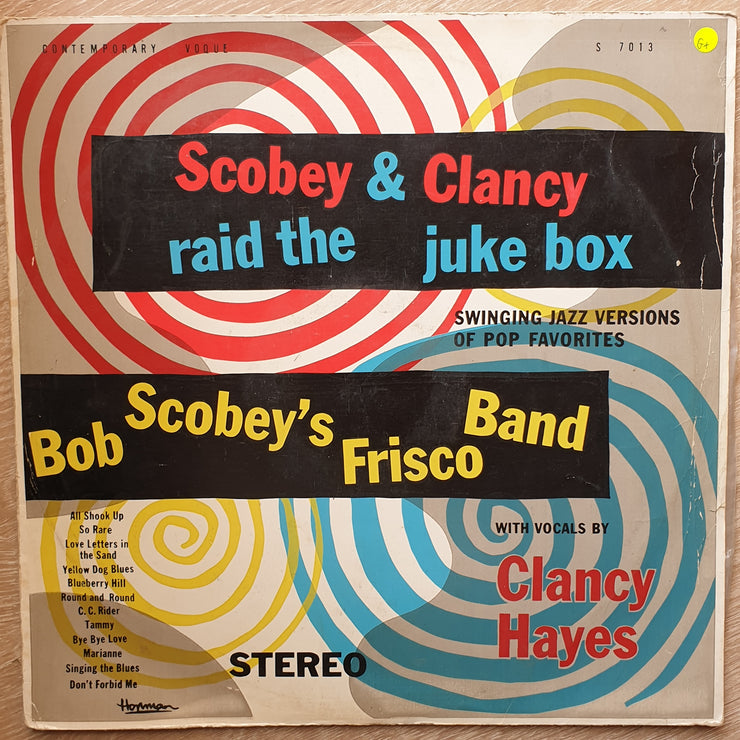 CONTEMPORARY VOGUE S 7013
G+
Scobey & Clancy
raid the juke box
SWINGING JAZZ VERSIONS
OF POP FAVORITES
Bob Scobey's Frisco Band
All Shook Up
So Rare
Love Letters in
the Sand
Yellow Dog Blues
Blueberry Hill
Round and Round
C. C. Rider
Tammy
Bye Bye Love
Marianne
Singing the Blues
Don't Forbid Me
WITH VOCALS BY
Clancy
Hayes
STEREO